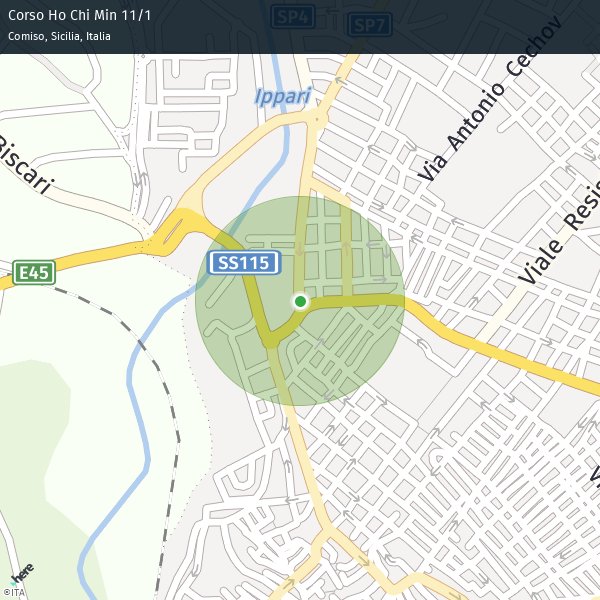 Corso Ho Chi Min 11/1
Comiso, Sicilia, Italia
SP4
SP7
Ippari
Via Antonio Cechov
Biscari
Viale Resis
SS115
E45
here
©ITA